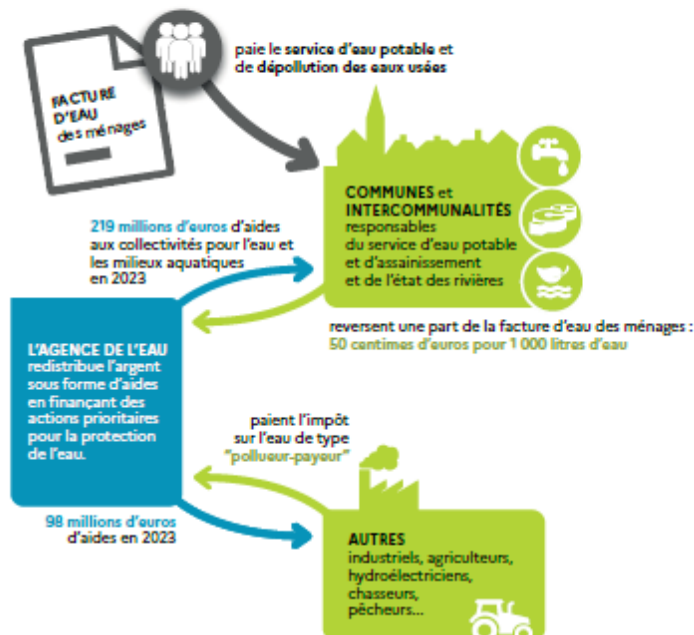 FACTURE
D'EAU
des ménages
paie le service d'eau potable et
de dépollution des eaux usées
COMMUNES et
INTERCOMMUNALITÉS
responsables
du service d'eau potable
et d'assainissement
et de l'état des rivières
219 millions d'euros d'aides
aux collectivités pour l'eau et
les milieux aquatiques
en 2023
reversent une part de la facture d'eau des ménages :
50 centimes d'euros pour 1 000 litres d'eau
L'AGENCE DE L'EAU
redistribue l'argent
sous forme d'aides
en finançant des
actions prioritaires
pour la protection
de l'eau.
paient l'impôt
sur l'eau de type
"pollueur-payeur"
98 millions d'euros
d'aides en 2023
AUTRES
industriels, agriculteurs,
hydroélectriciens,
chasseurs,
pêcheurs...